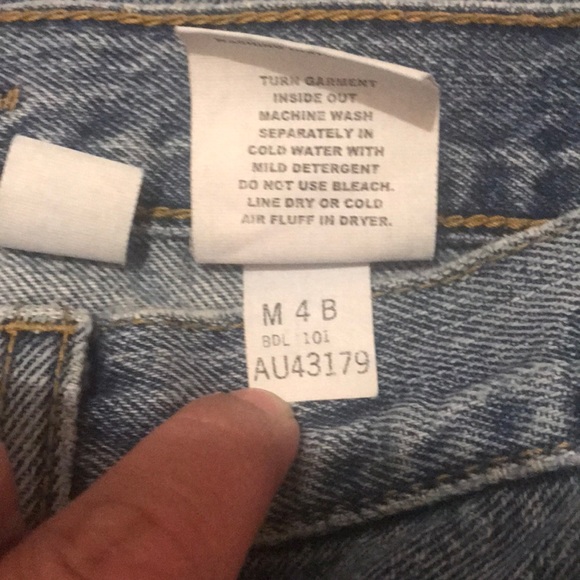 TURN GARMENT
INSIDE OUT
MACHINE WASH
SEPARATELY IN
COLD WATER WITH
MILD DETERGENT
DO NOT USE BLEACH.
LINE DRY OR COLD
AIR FLUFF IN DRYER.
M 4 B
BDL 101
AU43179